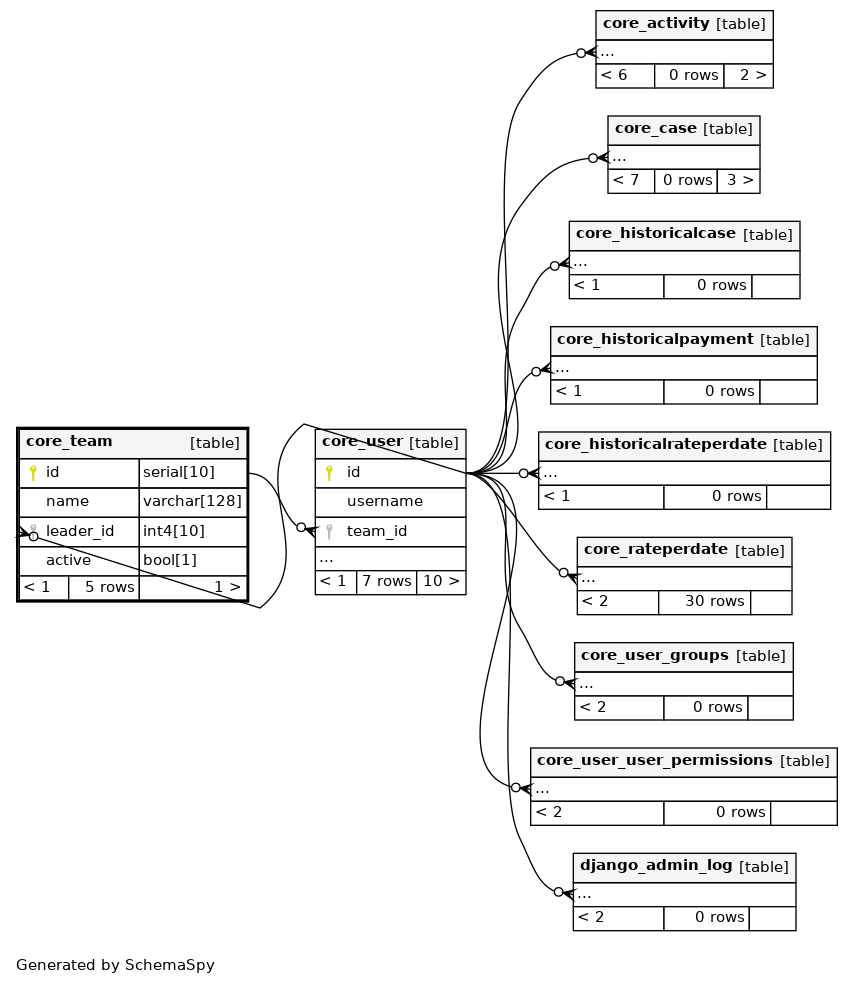 core_activity [table]
...
< 6 0 rows 2 >
core_case [table]
...
< 7 0 rows 3 >
core_historicalcase [table]
...
< 1 0 rows
core_historicalpayment [table]
...
< 1 0 rows
core_team [table]
id serial[10]
name varchar[128]
leader_id int4[10]
active bool[1]
< 1 5 rows 1 >
core_user [table]
id
username
team_id
...
< 1 7 rows 10 >
core_historicalrateperdate [table]
...
< 1 0 rows
core_rateperdate [table]
...
< 2 30 rows
core_user_groups [table]
...
< 2 0 rows
core_user_user_permissions [table]
...
< 2 0 rows
django_admin_log [table]
...
< 2 0 rows
Generated by SchemaSpy